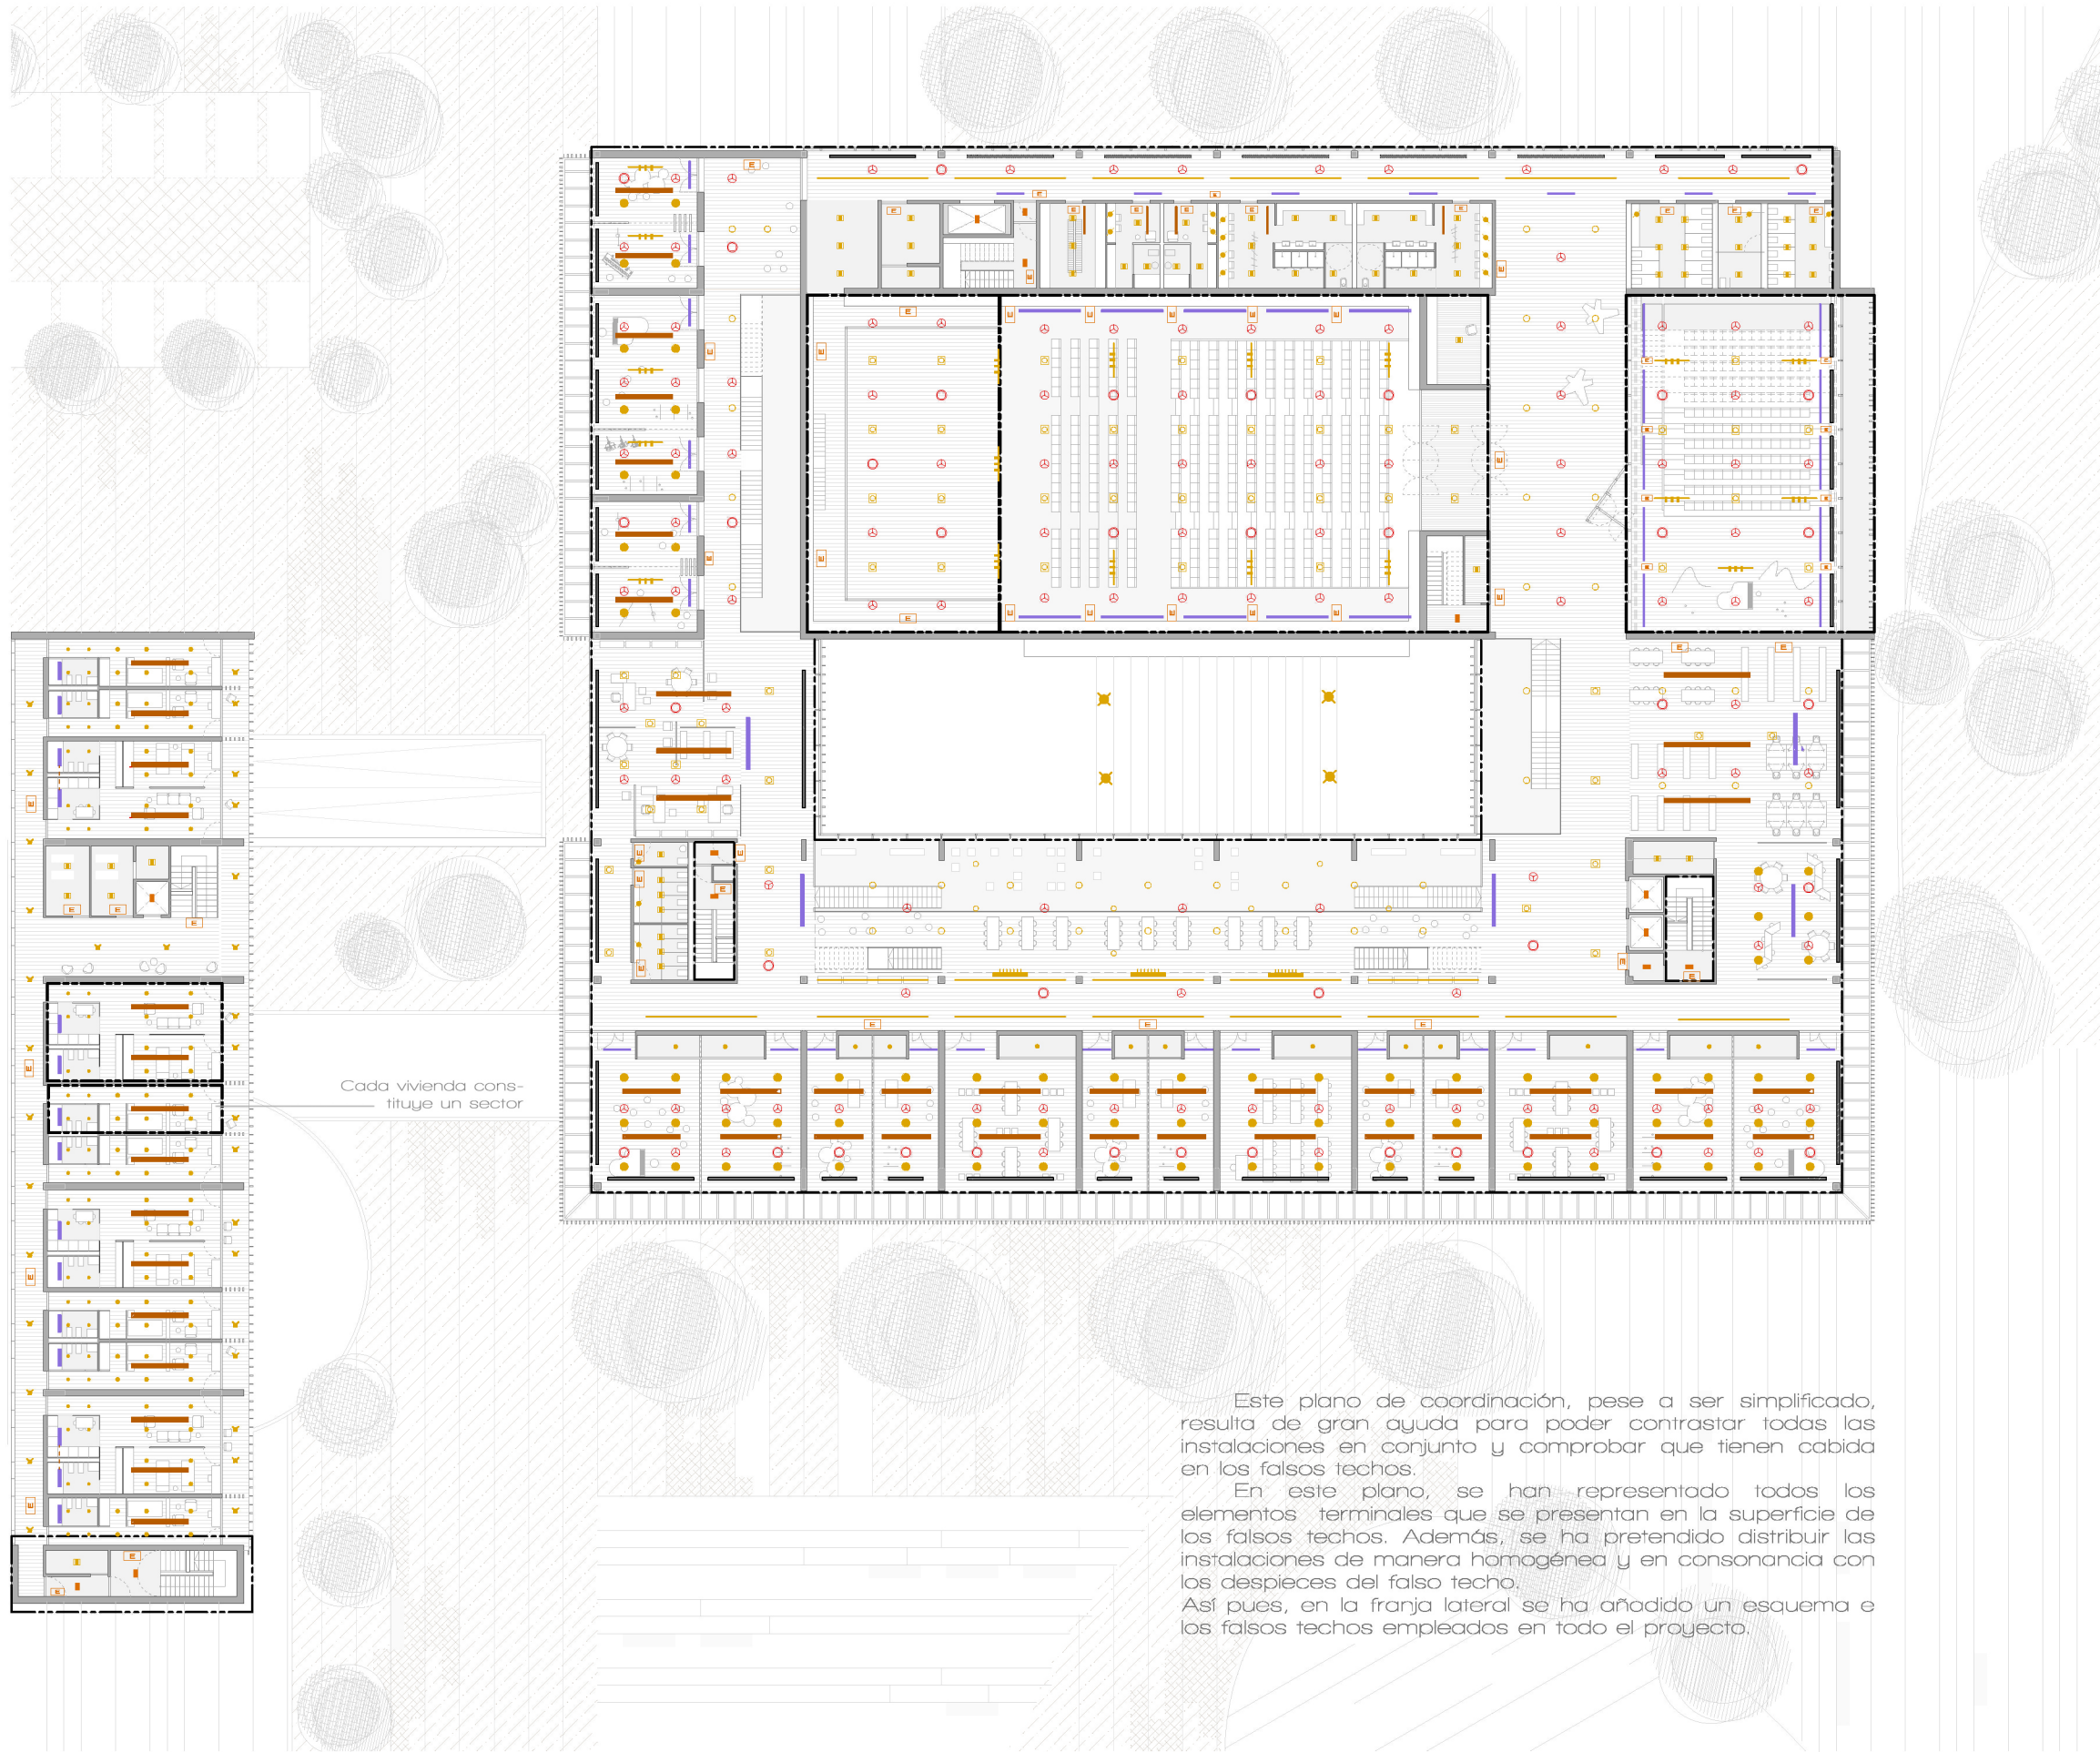 Cada vivienda cons-
tituye un sector
Este plano de coordinación, pese a ser simplificado,
resulta de gran ayuda para poder contrastar todas las
instalaciones en conjunto y comprobar que tienen cabida
en los falsos techos.
En este plano, se han representado todos los
elementos terminales que se presentan en la superficie de
los falsos techos. Además, se ha pretendido distribuir las
instalaciones de manera homogénea y en consonancia con
los despieces del falso techo.
Así pues, en la franja lateral se ha añadido un esquema e
los falsos techos empleados en todo el proyecto.